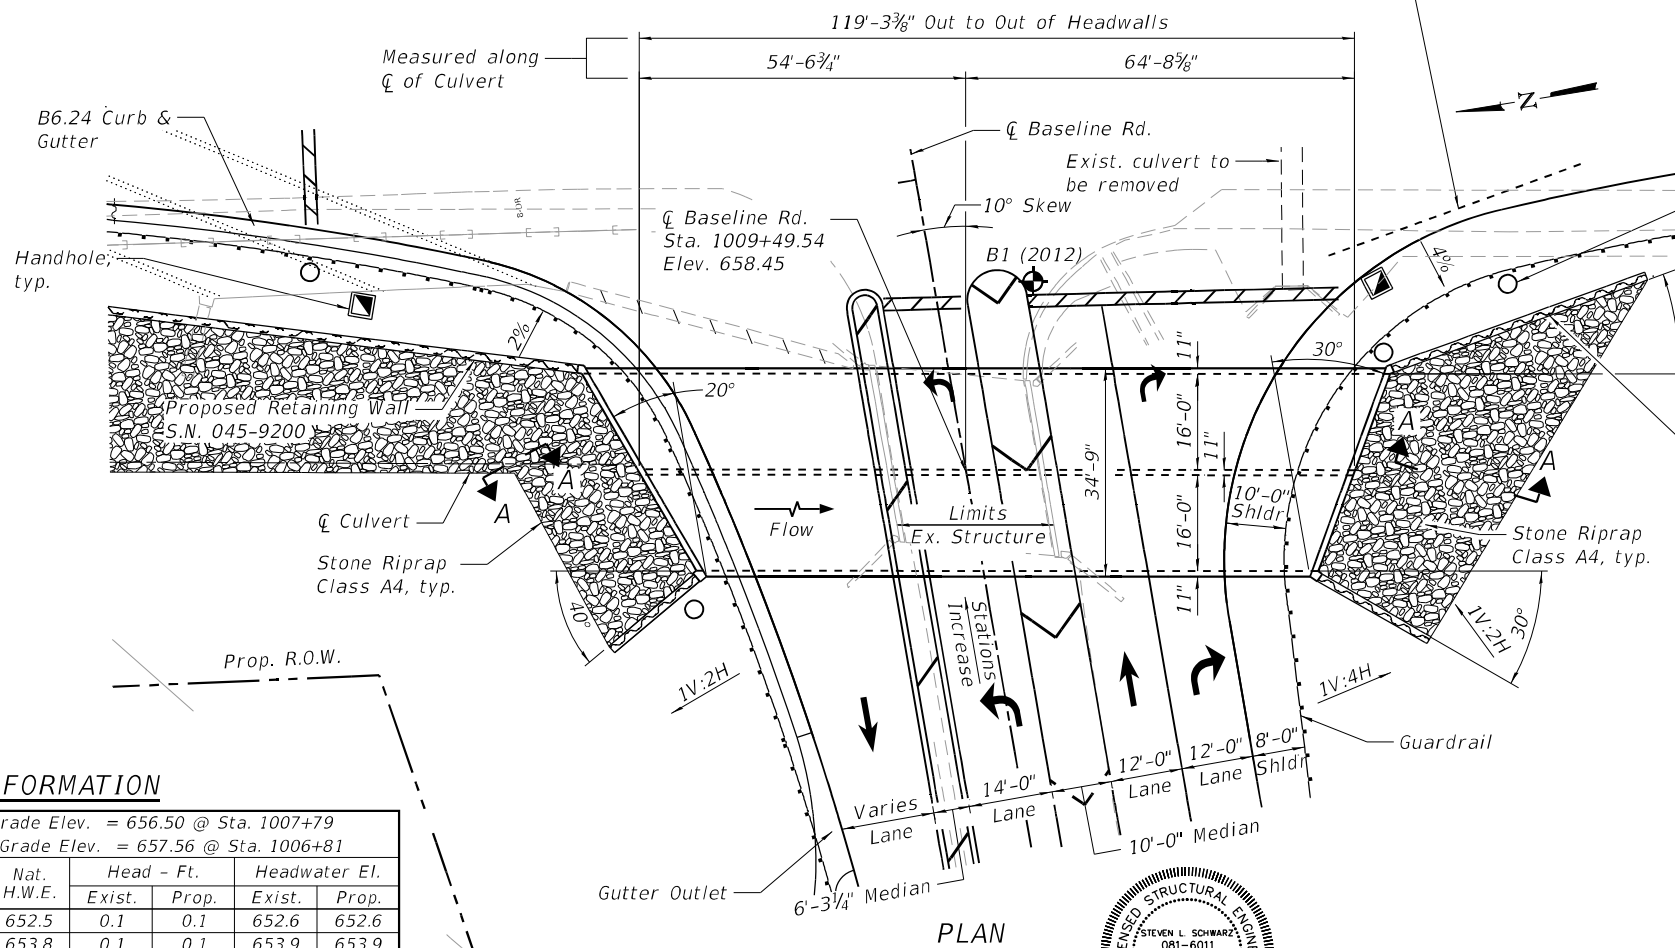 119'-3⅜" Out to Out of Headwalls
Measured along
℄ of Culvert
54'-6¾"
64'-8⅝"
N
B6.24 Curb &
Gutter
℄ Baseline Rd.
Exist. culvert to
be removed
10° Skew
8-DR
℄ Baseline Rd.
Sta. 1009+49.54
Elev. 658.45
B1 (2012)
Handhole,
typ.
4%
2%
11"
30°
20°
Proposed Retaining Wall
S.N. 045-9200
16'-0"
11"
A
A
A
A
34'-9"
10'-0"
Shldr.
℄ Culvert
Flow
Limits
Ex. Structure
16'-0"
Stone Riprap
Class A4, typ.
Stone Riprap
Class A4, typ.
40°
11"
Stations
Increase
1V:2H
30°
Prop. R.O.W.
1V:2H
1V:4H
Guardrail
8'-0"
Shldr.
12'-0"
Lane
12'-0"
Lane
14'-0"
Lane
Varies
Lane
10'-0" Median
Gutter Outlet
6'-3¼" Median
FORMATION
rade Elev. = 656.50 @ Sta. 1007+79
Grade Elev. = 657.56 @ Sta. 1006+81
Nat.
H.W.E.
Head - Ft.
Headwater El.
Exist. Prop. Exist. Prop.
652.5 0.1 0.1 652.6 652.6
653.8 0.1 0.1 653.9 653.9
PLAN
ENSED STRUCTURAL ENGINE
STEVEN L. SCHWARZ
081-6011